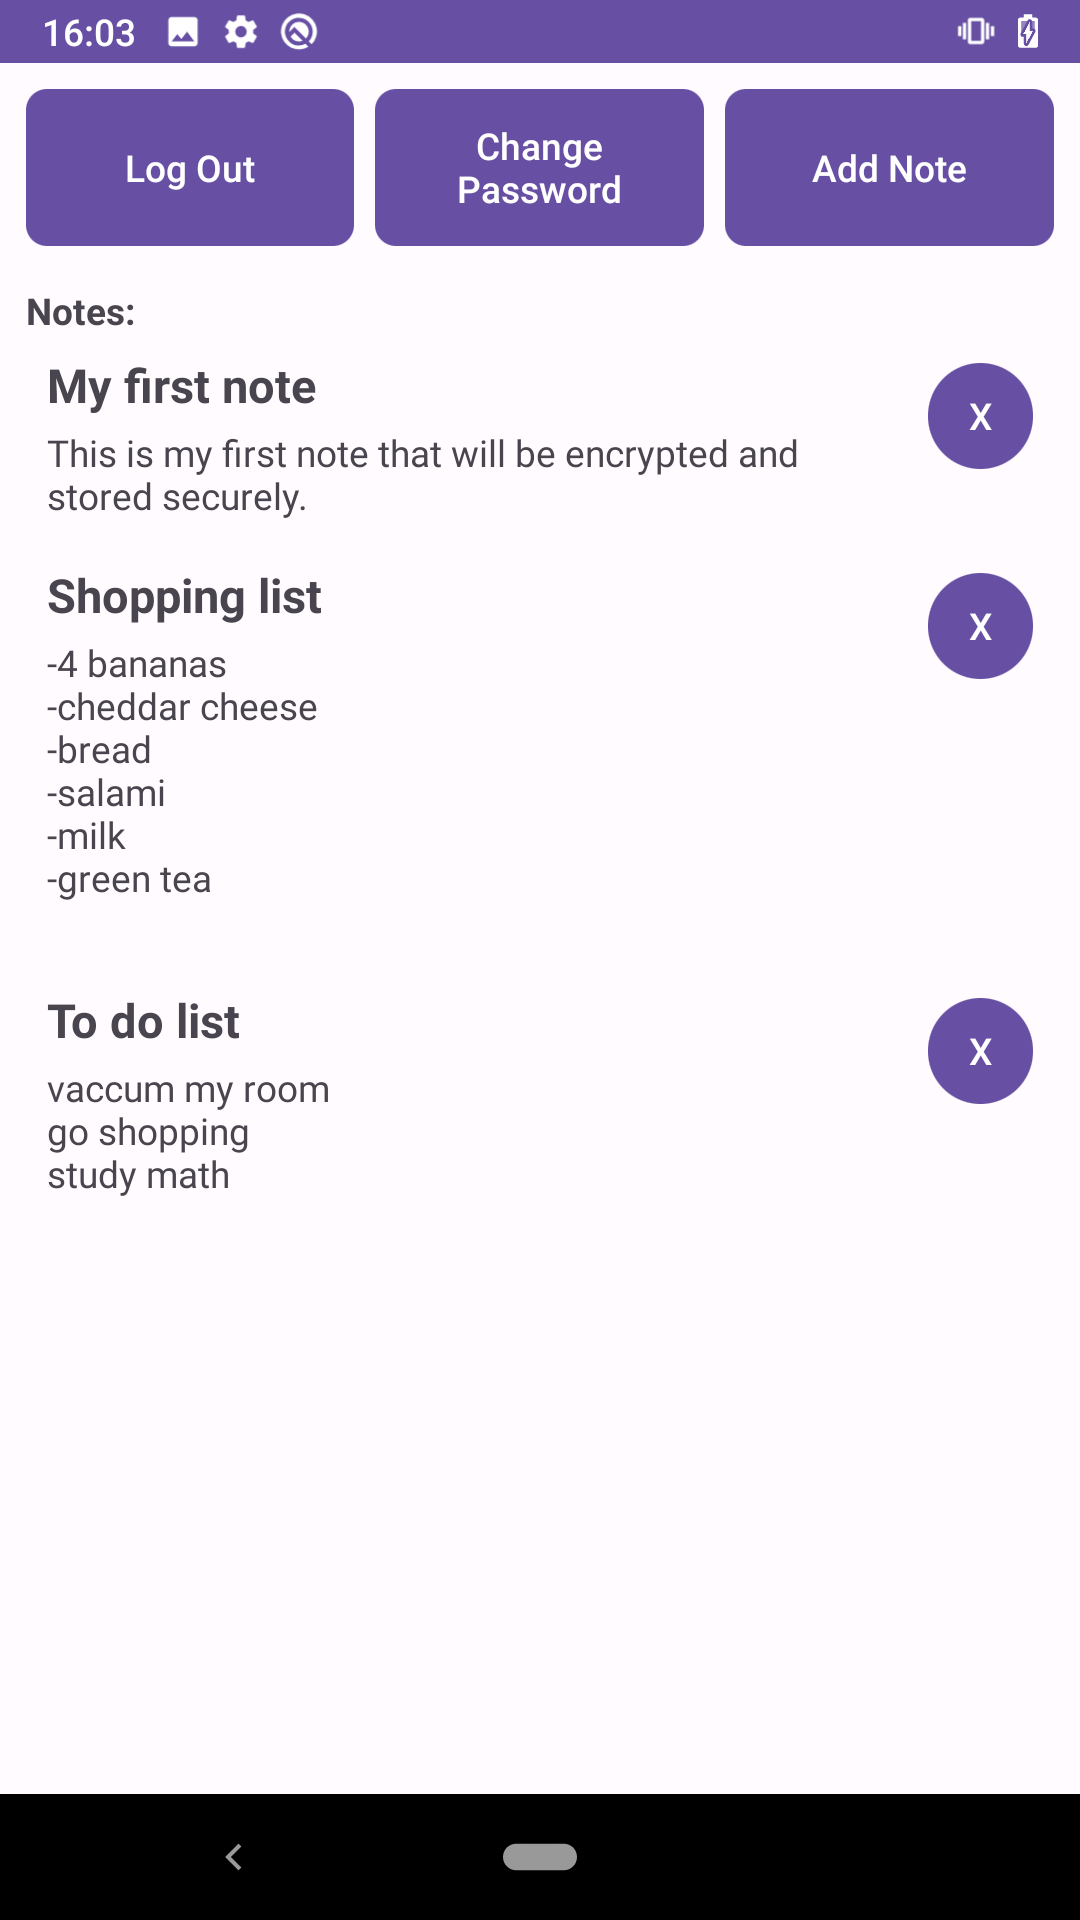 16:03
Log Out
Change
Password
Add Note
Notes:
My first note
X
This is my first note that will be encrypted and
stored securely.
Shopping list
X
-4 bananas
-cheddar cheese
-bread
-salami
-milk
-green tea
To do list
X
vaccum my room
go shopping
study math